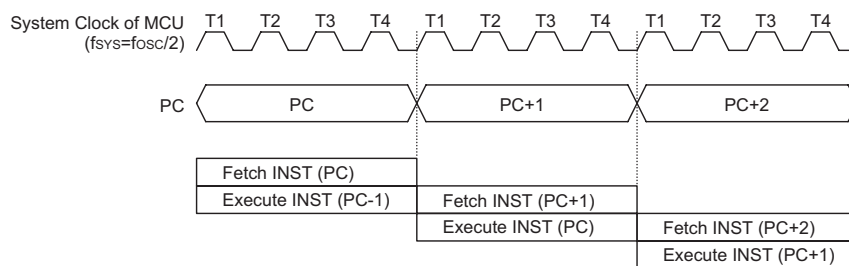 System Clock of MCU T1 T2 T3 T4 T1 T2 T3 T4 T1 T2 T3 T4
(fSYS=fOSC/2)
PC PC PC+1 PC+2
Fetch INST (PC)
Execute INST (PC-1) Fetch INST (PC+1)
Execute INST (PC) Fetch INST (PC+2)
Execute INST (PC+1)